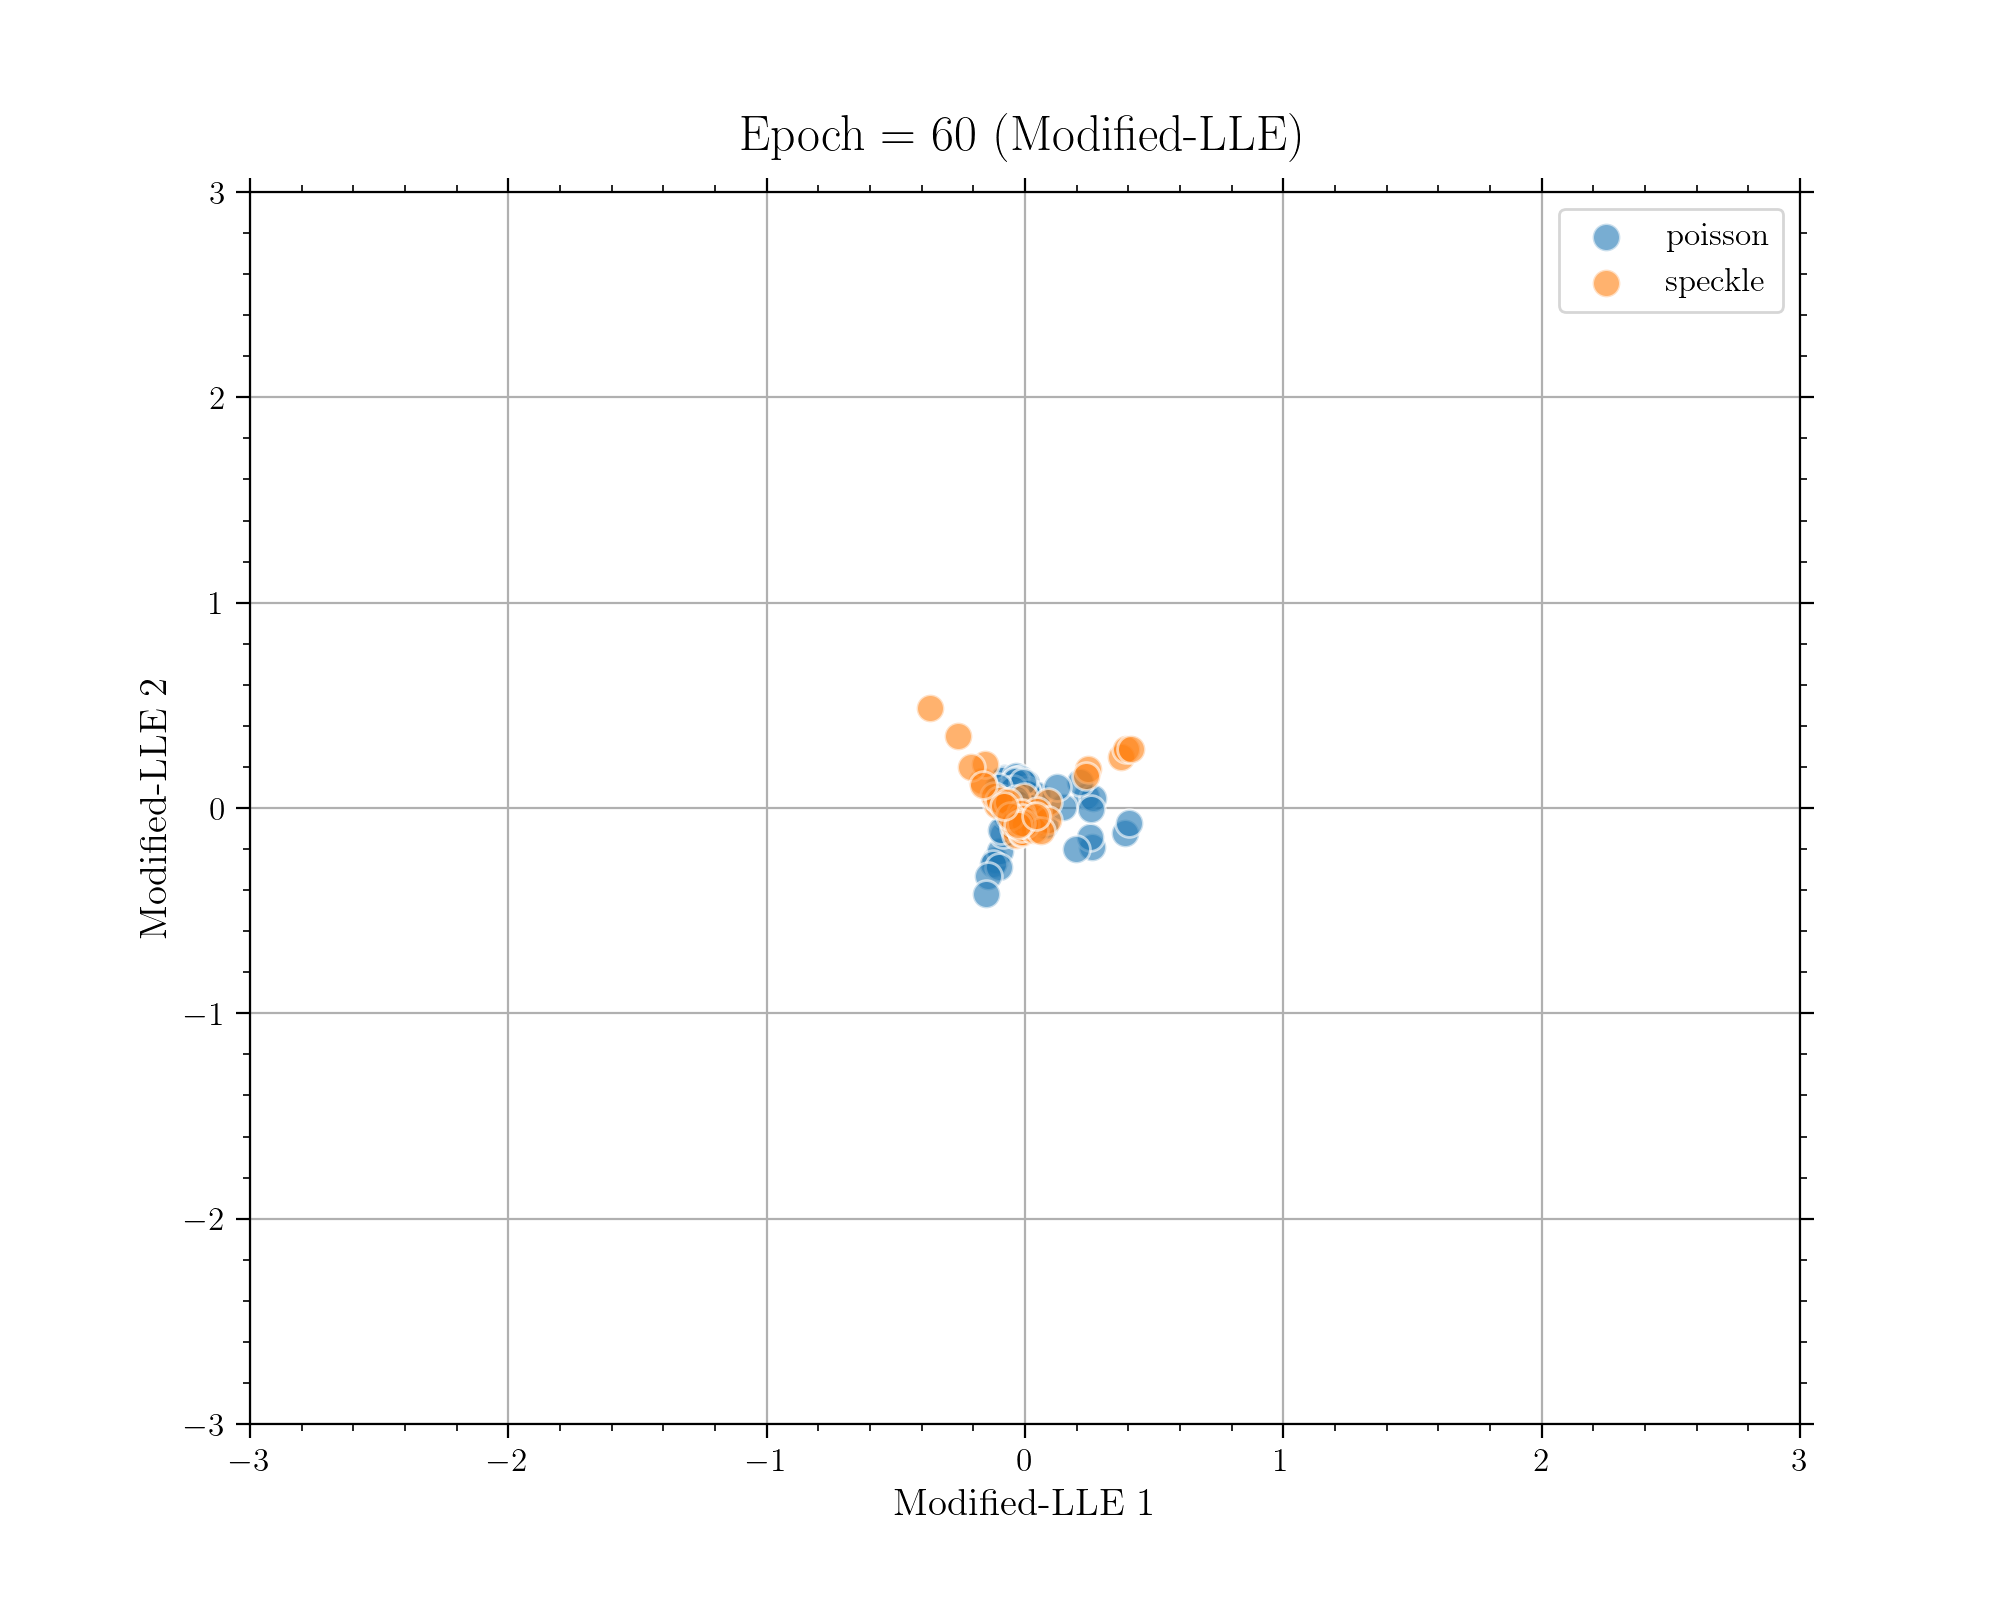 Epoch = 60 (Modified-LLE)
poisson
speckle
3
2
1
0
−1
−2
−3
Modified-LLE 2
−3
−2
−1
0
1
2
3
Modified-LLE 1